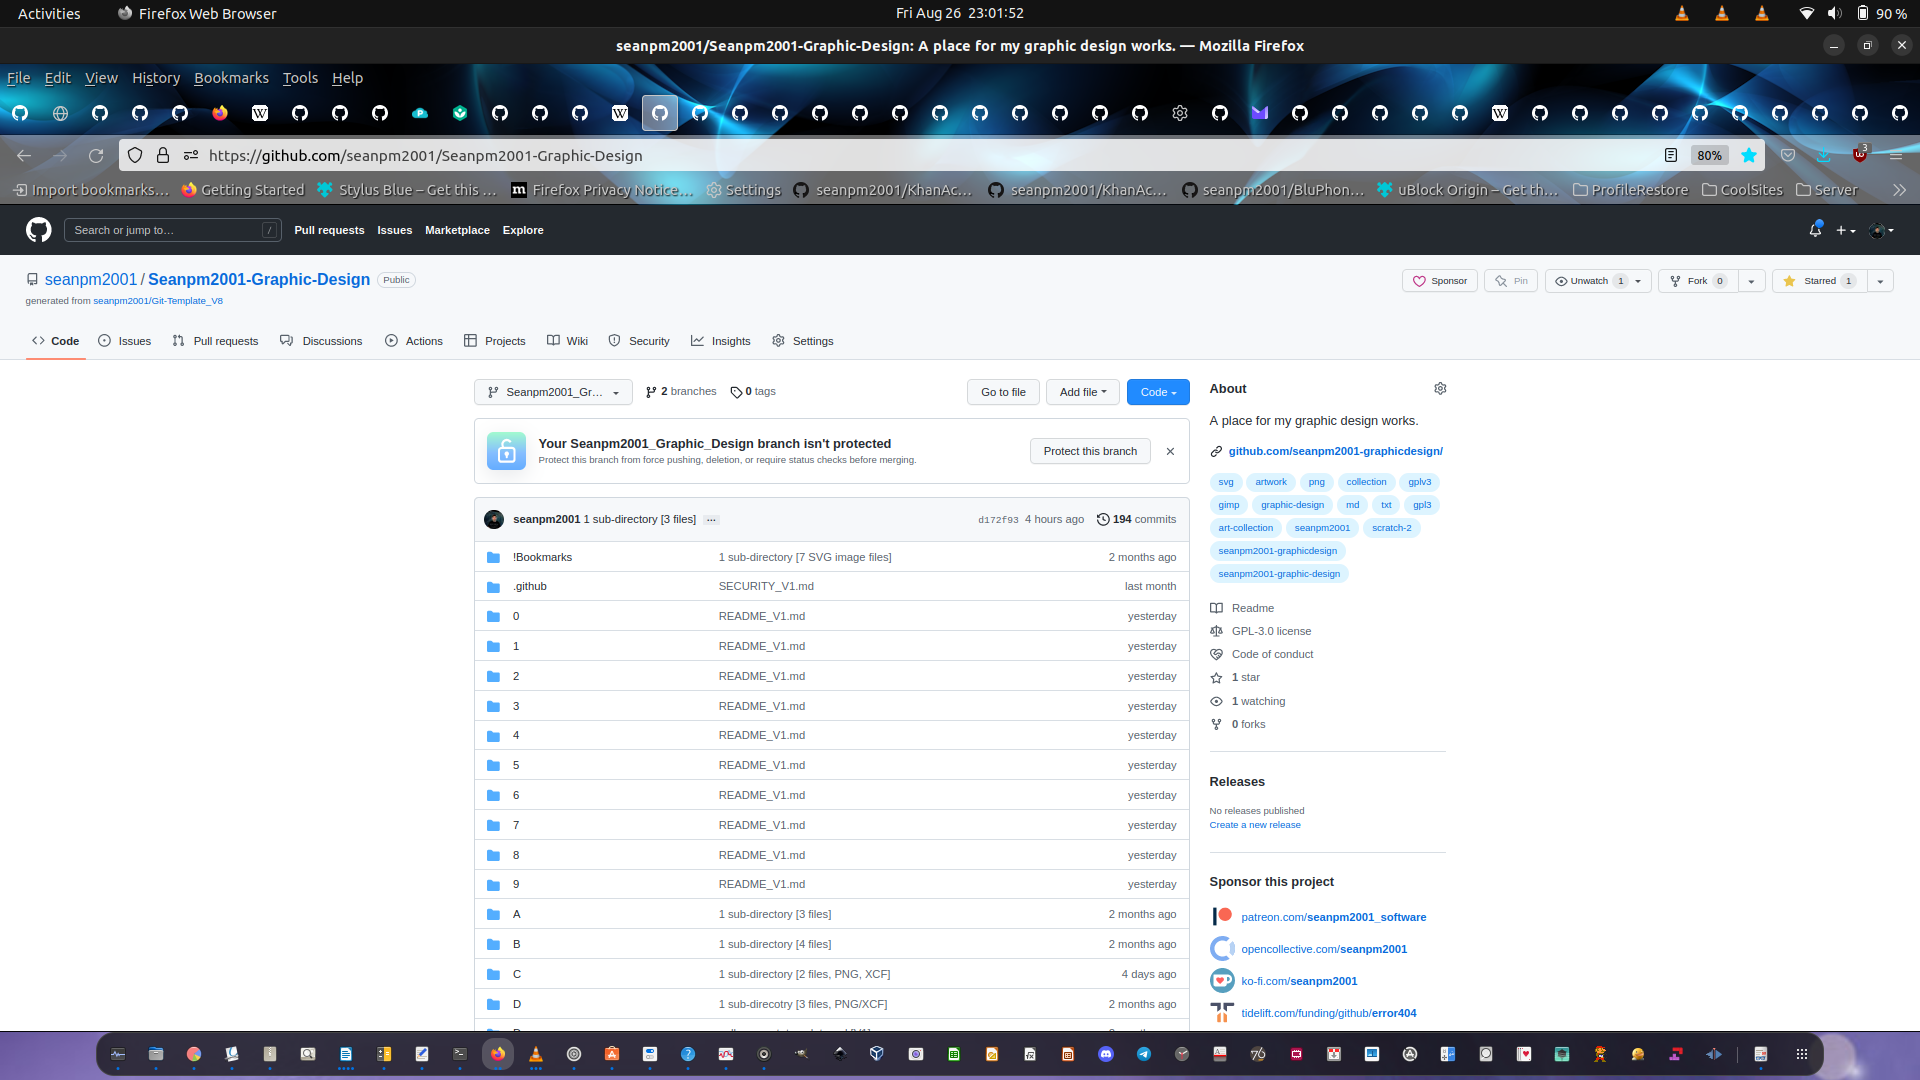 Activities Firefox Web Browser Fri Aug 26 23:01:52 90 %
seanpm2001/Seanpm2001-Graphic-Design: A place for my graphic design works. — Mozilla Firefox
File Edit View History Bookmarks Tools Help
https://github.com/seanpm2001/Seanpm2001-Graphic-Design 80% 3
Import bookmarks... Getting Started Stylus Blue – Get this ... Firefox Privacy Notice... Settings seanpm2001/KhanAc... seanpm2001/KhanAc... seanpm2001/BluPhon... uBlock Origin – Get th... ProfileRestore CoolSites Server
Search or jump to... / Pull requests Issues Marketplace Explore
seanpm2001 / Seanpm2001-Graphic-Design Public Sponsor Pin Unwatch 1 Fork 0 Starred 1
generated from seanpm2001/Git-Template_V8
Code Issues Pull requests Discussions Actions Projects Wiki Security Insights Settings
Seanpm2001_Gr... 2 branches 0 tags Go to file Add file Code
Your Seanpm2001_Graphic_Design branch isn't protected
Protect this branch from force pushing, deletion, or require status checks before merging.
Protect this branch
seanpm2001 1 sub-directory [3 files] ... d172f93 4 hours ago 194 commits
!Bookmarks 1 sub-directory [7 SVG image files] 2 months ago
.github SECURITY_V1.md last month
0 README_V1.md yesterday
1 README_V1.md yesterday
2 README_V1.md yesterday
3 README_V1.md yesterday
4 README_V1.md yesterday
5 README_V1.md yesterday
6 README_V1.md yesterday
7 README_V1.md yesterday
8 README_V1.md yesterday
9 README_V1.md yesterday
A 1 sub-directory [3 files] 2 months ago
B 1 sub-directory [4 files] 2 months ago
C 1 sub-directory [2 files, PNG, XCF] 4 days ago
D 1 sub-direcotry [3 files, PNG/XCF] 2 months ago
About
A place for my graphic design works.
github.com/seanpm2001-graphicdesign/
svg artwork png collection gplv3
gimp graphic-design md txt gpl3
art-collection seanpm2001 scratch-2
seanpm2001-graphicdesign
seanpm2001-graphic-design
Readme
GPL-3.0 license
Code of conduct
1 star
1 watching
0 forks
Releases
No releases published
Create a new release
Sponsor this project
patreon.com/seanpm2001_software
opencollective.com/seanpm2001
ko-fi.com/seanpm2001
tidelift.com/funding/github/error404